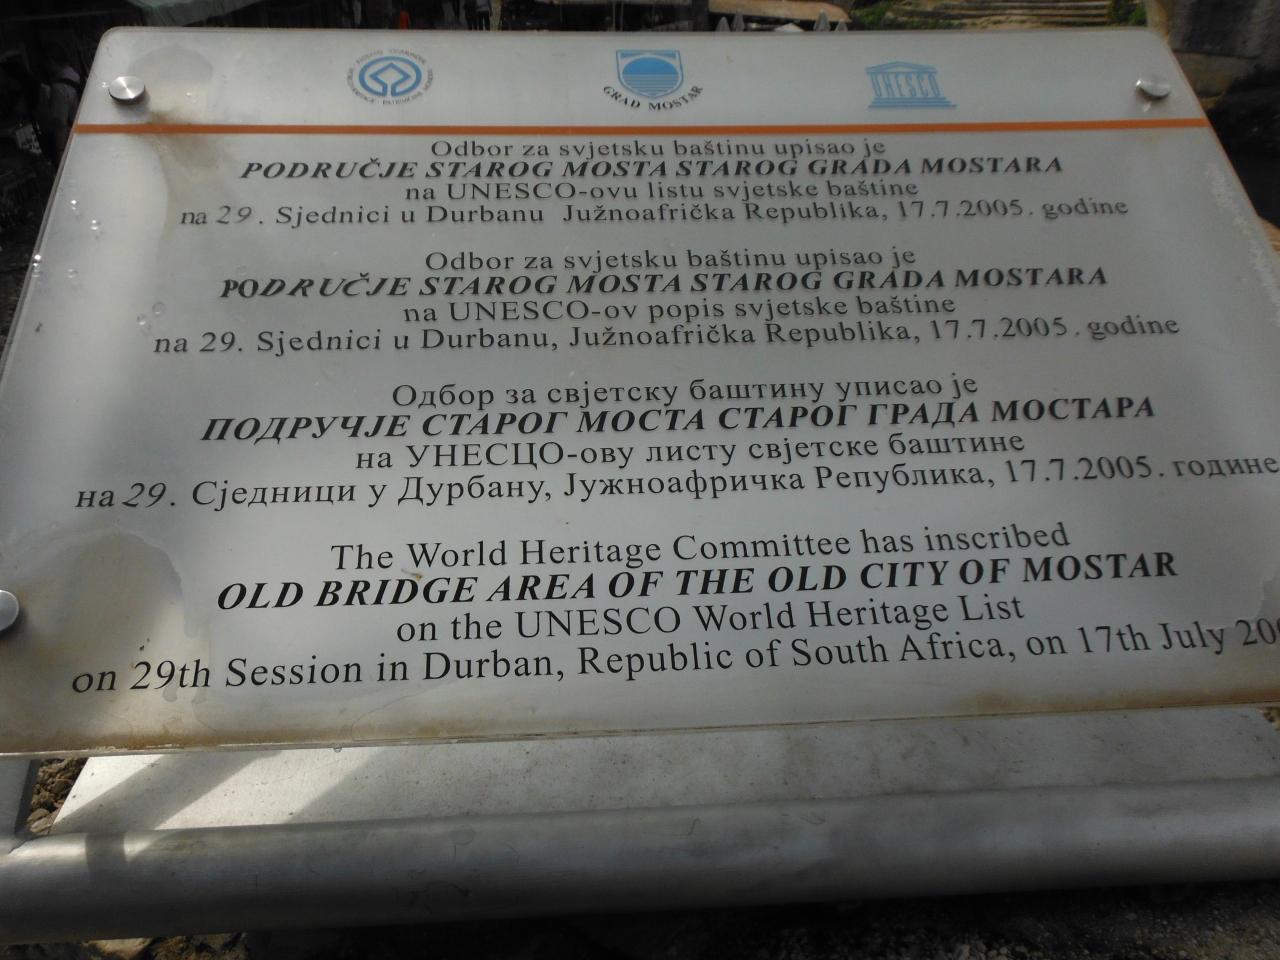 GRAD MOSTAR
UNESCO
Odbor za svjetsku baštinu upisao je
PODRUČJE STAROG MOSTA STAROG GRADA MOSTARA
na UNESCO-ovu listu svjetske baštine
na 29. Sjednici u Durbanu Južnoafrička Republika, 17.7.2005. godine
Odbor za svjetsku baštinu upisao je
PODRUČJE STAROG MOSTA STAROG GRADA MOSTARA
na UNESCO-ov popis svjetske baštine
na 29. Sjednici u Durbanu, Južnoafrička Republika, 17.7.2005. godine
Одбор за свјетску баштину уписао је
ПОДРУЧЈЕ СТАРОГ МОСТА СТАРОГ ГРАДА МОСТАРА
на УНЕСЦО-ову листу свјетске баштине
на 29. Сједници у Дурбану, Јужноафричка Република, 17.7.2005. године
The World Heritage Committee has inscribed
OLD BRIDGE AREA OF THE OLD CITY OF MOSTAR
on the UNESCO World Heritage List
on 29th Session in Durban, Republic of South Africa, on 17th July